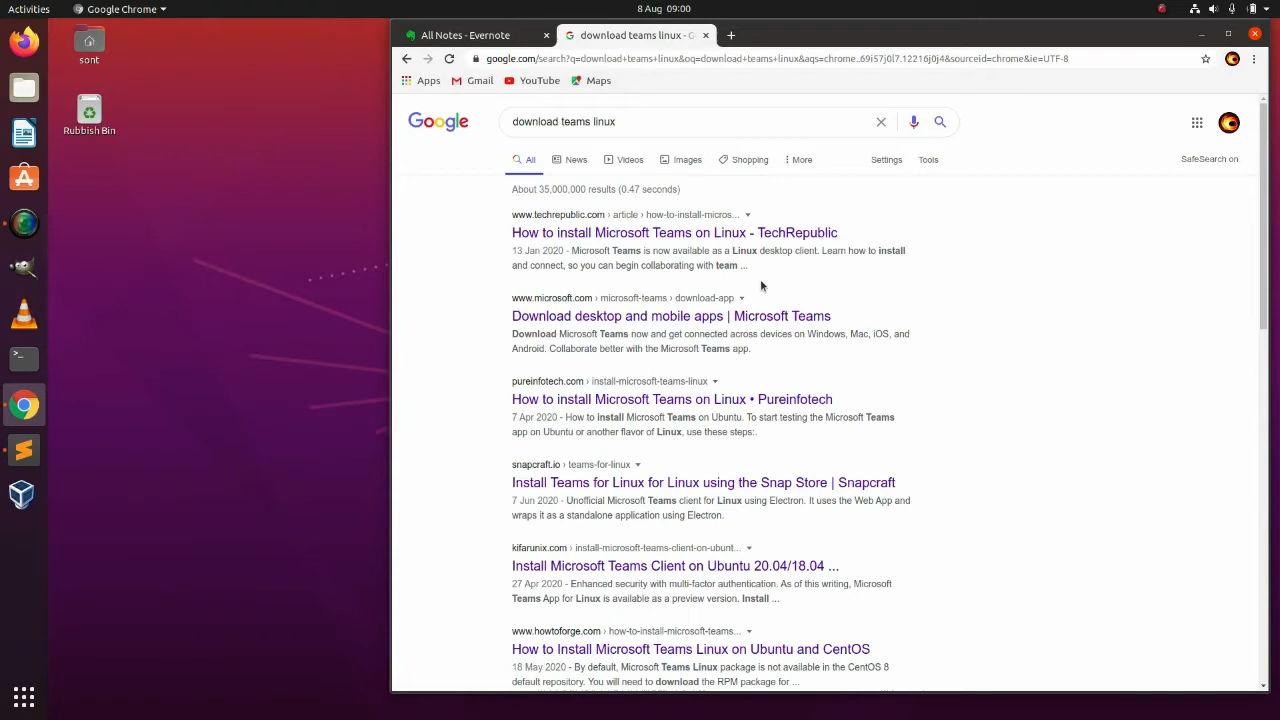 Activities
Google Chrome
8 Aug 09:00
sont
Rubbish Bin
All Notes - Evernote
download teams linux - G
google.com/search?q=download+teams+linux&oq=download+teams+linux&aqs=chrome..69i57j0l7.12216j0j4&sourceid=chrome&ie=UTF-8
Apps
Gmail
YouTube
Maps
Google
download teams linux
All
News
Videos
Images
Shopping
More
Settings
Tools
SafeSearch on
About 35,000,000 results (0.47 seconds)
www.techrepublic.com › article › how-to-install-micros...
How to install Microsoft Teams on Linux - TechRepublic
13 Jan 2020 - Microsoft Teams is now available as a Linux desktop client. Learn how to install
and connect, so you can begin collaborating with team ...
www.microsoft.com › microsoft-teams › download-app
Download desktop and mobile apps | Microsoft Teams
Download Microsoft Teams now and get connected across devices on Windows, Mac, iOS, and
Android. Collaborate better with the Microsoft Teams app.
pureinfotech.com › install-microsoft-teams-linux
How to install Microsoft Teams on Linux • Pureinfotech
7 Apr 2020 - How to install Microsoft Teams on Ubuntu. To start testing the Microsoft Teams
app on Ubuntu or another flavor of Linux, use these steps:.
snapcraft.io › teams-for-linux
Install Teams for Linux for Linux using the Snap Store | Snapcraft
7 Jun 2020 - Unofficial Microsoft Teams client for Linux using Electron. It uses the Web App and
wraps it as a standalone application using Electron.
kifarunix.com › install-microsoft-teams-client-on-ubunt...
Install Microsoft Teams Client on Ubuntu 20.04/18.04 ...
27 Apr 2020 - Enhanced security with multi-factor authentication. As of this writing, Microsoft
Teams App for Linux is available as a preview version. Install ...
www.howtoforge.com › how-to-install-microsoft-teams...
How to Install Microsoft Teams Linux on Ubuntu and CentOS
18 May 2020 - By default, Microsoft Teams Linux package is not available in the CentOS 8
default repository. You will need to download the RPM package for ...